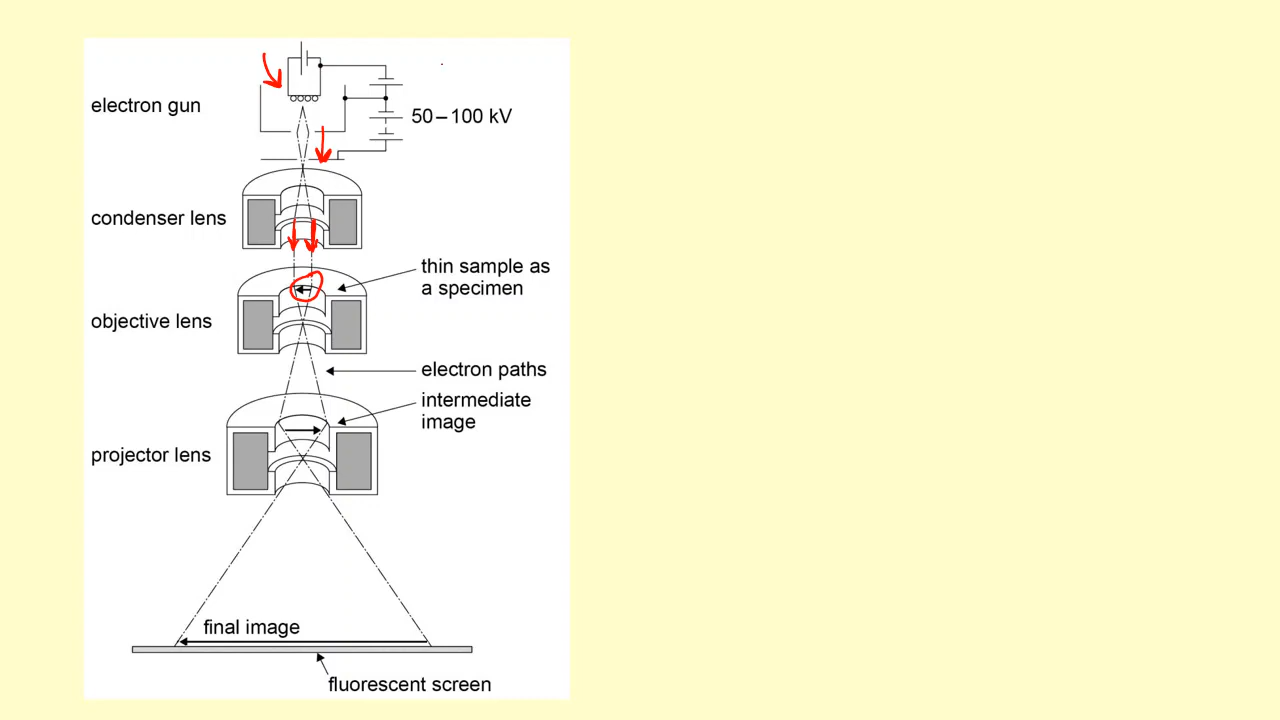 electron gun
50–100 kV
condenser lens
thin sample as
a specimen
objective lens
electron paths
intermediate
image
projector lens
final image
fluorescent screen